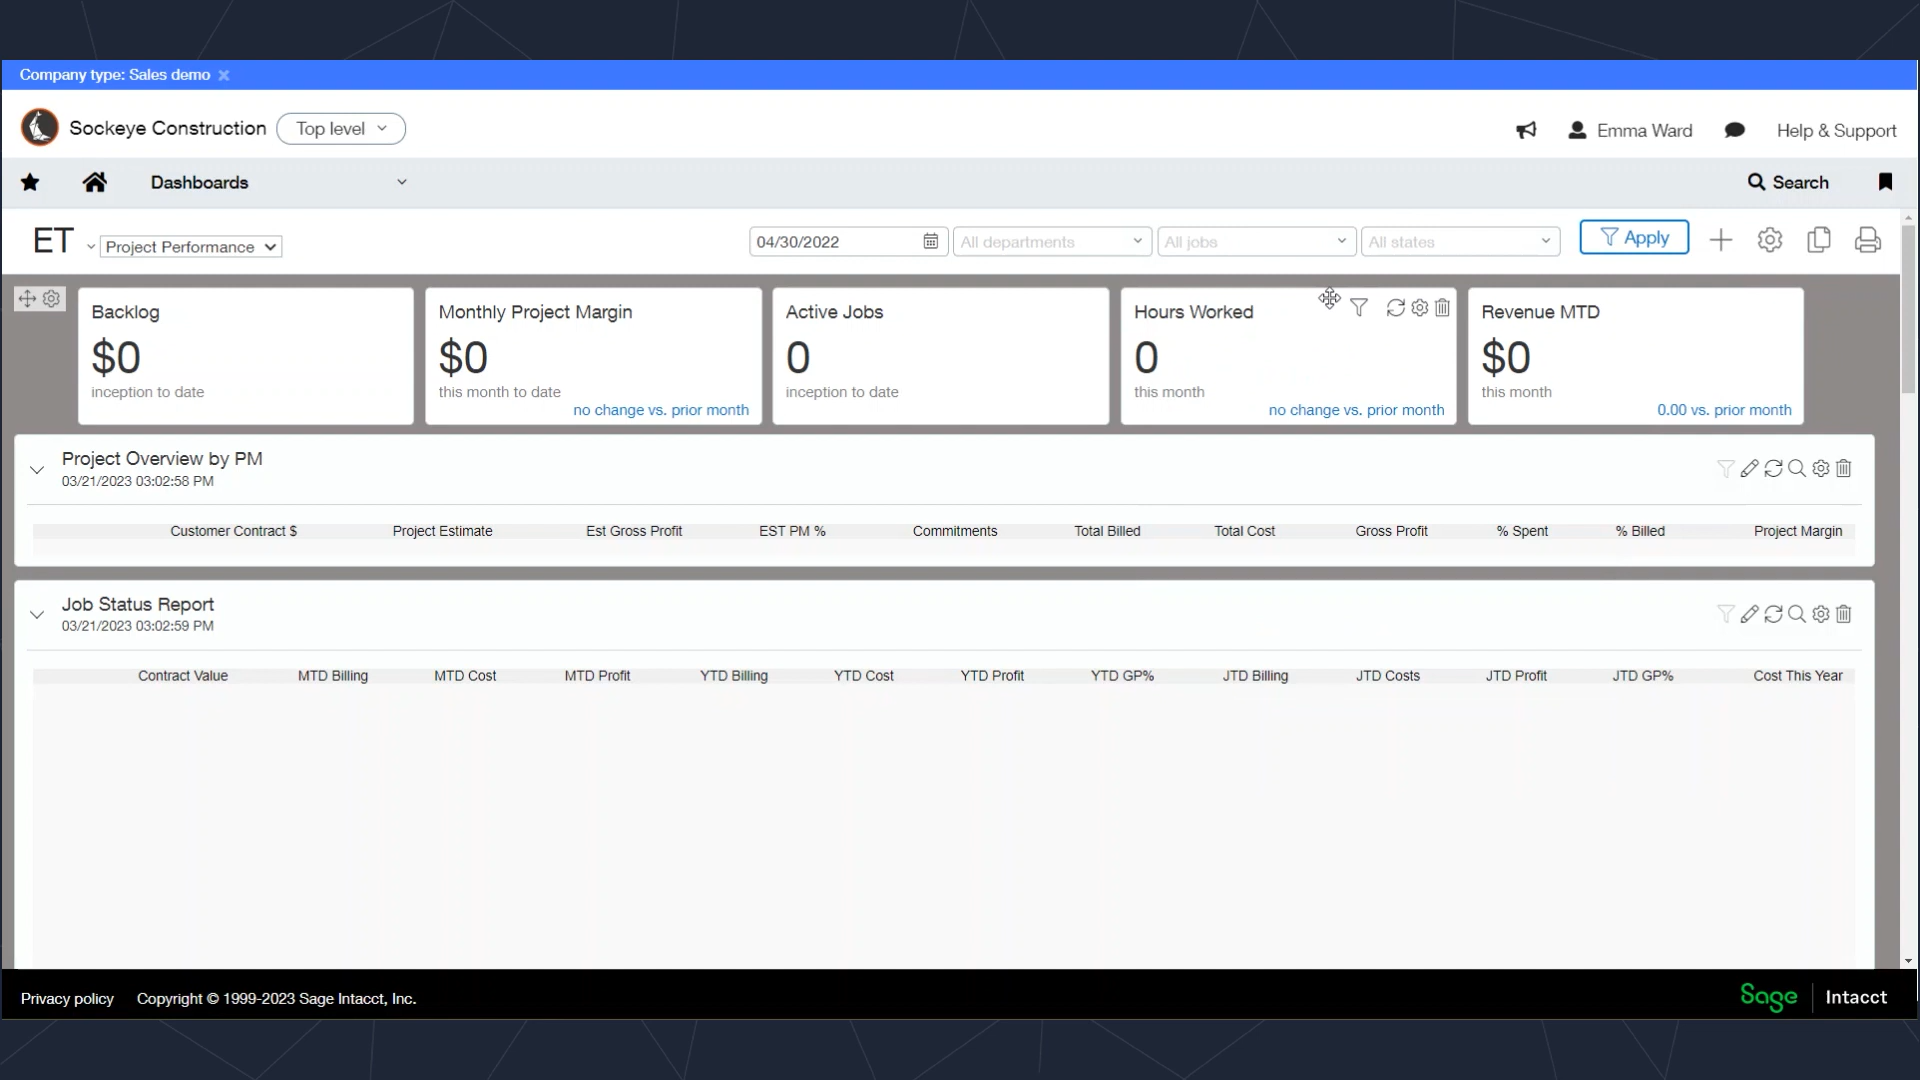 Company type: Sales demo
Sockeye Construction
Top level
Emma Ward
Help & Support
Dashboards
Search
ET
Project Performance
04/30/2022
All departments
All jobs
All states
Apply
Backlog
$0
inception to date
Monthly Project Margin
$0
this month to date
no change vs. prior month
Active Jobs
0
inception to date
Hours Worked
0
this month
no change vs. prior month
Revenue MTD
$0
this month
0.00 vs. prior month
Project Overview by PM
03/21/2023 03:02:58 PM
Customer Contract $ Project Estimate Est Gross Profit EST PM % Commitments Total Billed Total Cost Gross Profit % Spent % Billed Project Margin
Job Status Report
03/21/2023 03:02:59 PM
Contract Value MTD Billing MTD Cost MTD Profit YTD Billing YTD Cost YTD Profit YTD GP% JTD Billing JTD Costs JTD Profit JTD GP% Cost This Year
Privacy policy Copyright © 1999-2023 Sage Intacct, Inc.
Sage Intacct